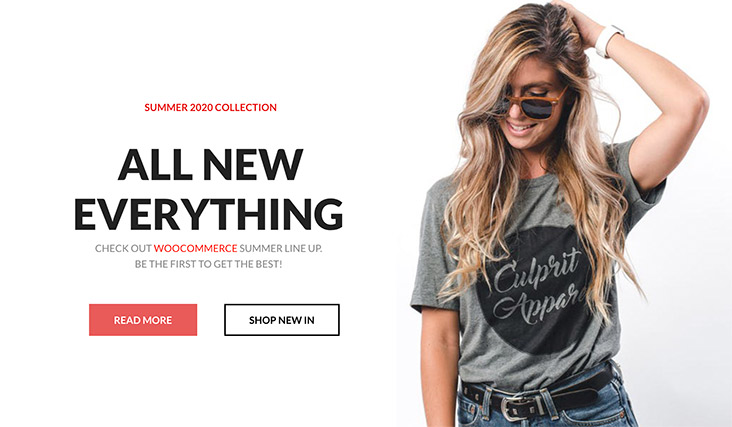 SUMMER 2020 COLLECTION
ALL NEW
EVERYTHING
CHECK OUT WOOCOMMERCE SUMMER LINE UP.
BE THE FIRST TO GET THE BEST!
READ MORE
SHOP NEW IN
Culprit
Appare